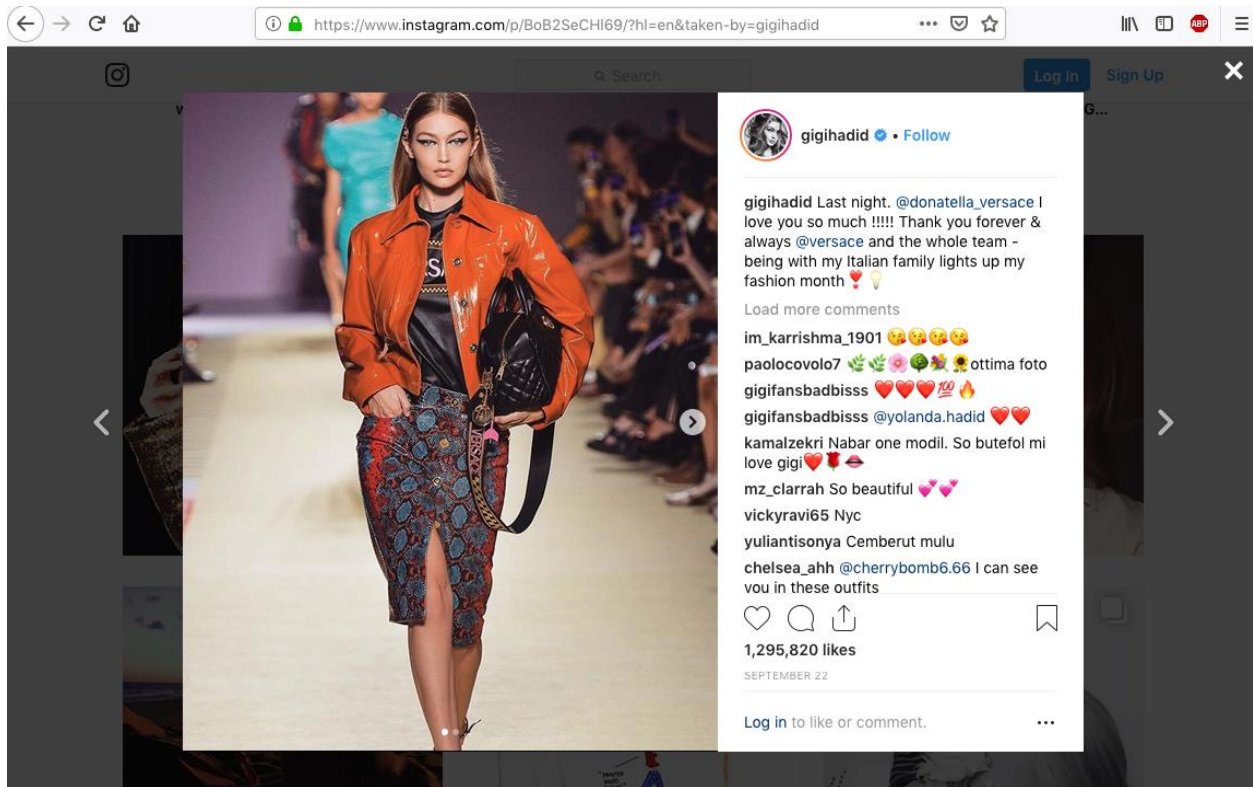 https://www.instagram.com/p/BoB2SeCHI69/?hl=en&taken-by=gigihadid
ABP
Search
Log In
Sign Up
G...
gigihadid • Follow
gigihadid Last night. @donatella_versace I
love you so much !!!!! Thank you forever &
always @versace and the whole team -
being with my Italian family lights up my
fashion month ❣️ 💡
Load more comments
im_karrishma_1901 😘😘😘😘
paolocovolo7 🌿🌿🌸🌳💐🌻ottima foto
gigifansbadbisss ❤️❤️❤️💯🔥
gigifansbadbisss @yolanda.hadid ❤️❤️
kamalzekri Nabar one modil. So butefol mi
love gigi❤️🌹👄
mz_clarrah So beautiful 💕💕
vickyravi65 Nyc
yuliantisonya Cemberut mulu
chelsea_ahh @cherrybomb6.66 I can see
you in these outfits
1,295,820 likes
SEPTEMBER 22
Log in to like or comment.
VERSACE